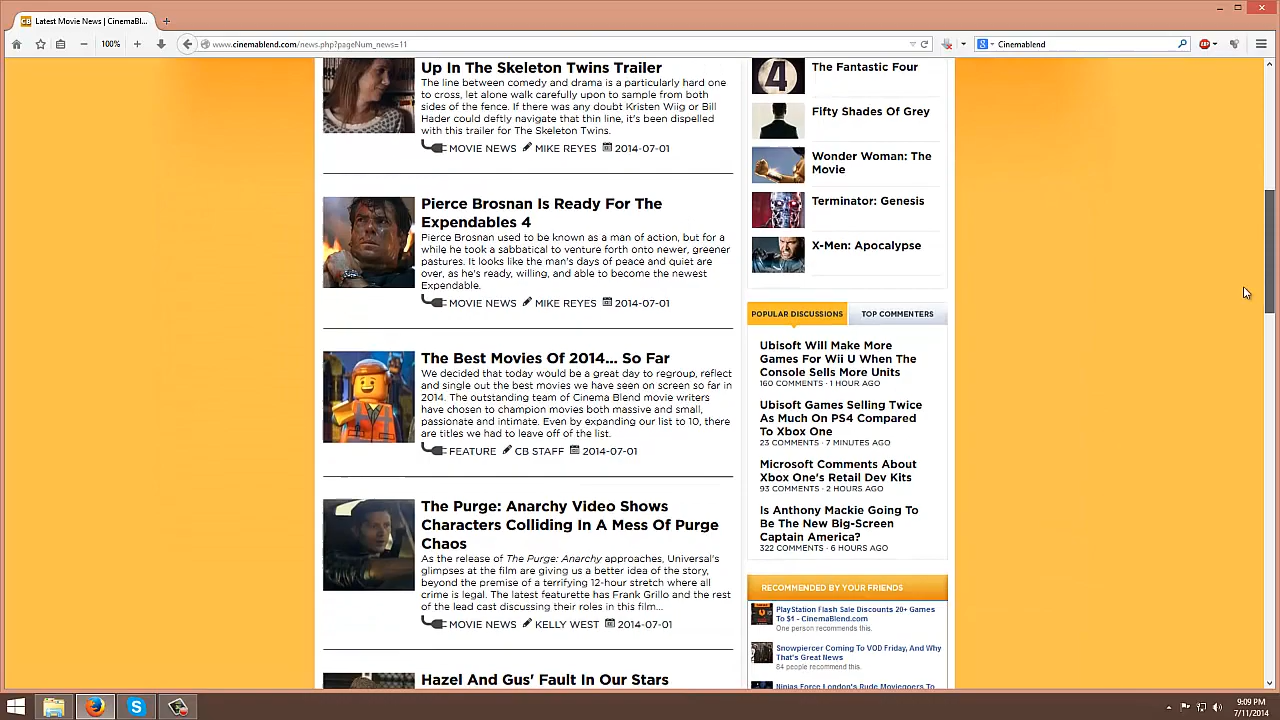 Latest Movie News | CinemaBl...
100%
www.cinemablend.com/news.php?pageNum_news=11
Cinemablend
Up In The Skeleton Twins Trailer
The line between comedy and drama is a particularly hard one
to cross, let alone walk carefully upon to sample from both
sides of the fence. If there was any doubt Kristen Wiig or Bill
Hader could deftly navigate that thin line, it's been dispelled
with this trailer for The Skeleton Twins.
MOVIE NEWS MIKE REYES 2014-07-01
Pierce Brosnan Is Ready For The
Expendables 4
Pierce Brosnan used to be known as a man of action, but for a
while he took a sabbatical to venture forth onto newer, greener
pastures. It looks like the man's days of peace and quiet are
over, as he's ready, willing, and able to become the newest
Expendable.
MOVIE NEWS MIKE REYES 2014-07-01
The Best Movies Of 2014... So Far
We decided that today would be a great day to regroup, reflect
and single out the best movies we have seen on screen so far in
2014. The outstanding team of Cinema Blend movie writers
have chosen to champion movies both massive and small,
passionate and intimate. Even by expanding our list to 10, there
are titles we had to leave off of the list.
FEATURE CB STAFF 2014-07-01
The Purge: Anarchy Video Shows
Characters Colliding In A Mess Of Purge
Chaos
As the release of The Purge: Anarchy approaches, Universal's
glimpses at the film are giving us a better idea of the story,
beyond the premise of a terrifying 12-hour stretch where all
crime is legal. The latest featurette has Frank Grillo and the rest
of the lead cast discussing their roles in this film...
MOVIE NEWS KELLY WEST 2014-07-01
Hazel And Gus' Fault In Our Stars
4
The Fantastic Four
Fifty Shades Of Grey
Wonder Woman: The
Movie
Terminator: Genesis
X-Men: Apocalypse
POPULAR DISCUSSIONS TOP COMMENTERS
Ubisoft Will Make More
Games For Wii U When The
Console Sells More Units
160 COMMENTS · 1 HOUR AGO
Ubisoft Games Selling Twice
As Much On PS4 Compared
To Xbox One
23 COMMENTS · 7 MINUTES AGO
Microsoft Comments About
Xbox One's Retail Dev Kits
93 COMMENTS · 2 HOURS AGO
Is Anthony Mackie Going To
Be The New Big-Screen
Captain America?
322 COMMENTS · 6 HOURS AGO
RECOMMENDED BY YOUR FRIENDS
PlayStation Flash Sale Discounts 20+ Games
To $1 - CinemaBlend.com
One person recommends this.
Snowpiercer Coming To VOD Friday, And Why
That's Great News
84 people recommend this.
Ninjas Force London's Rude Moviegoers To
9:09 PM
7/11/2014